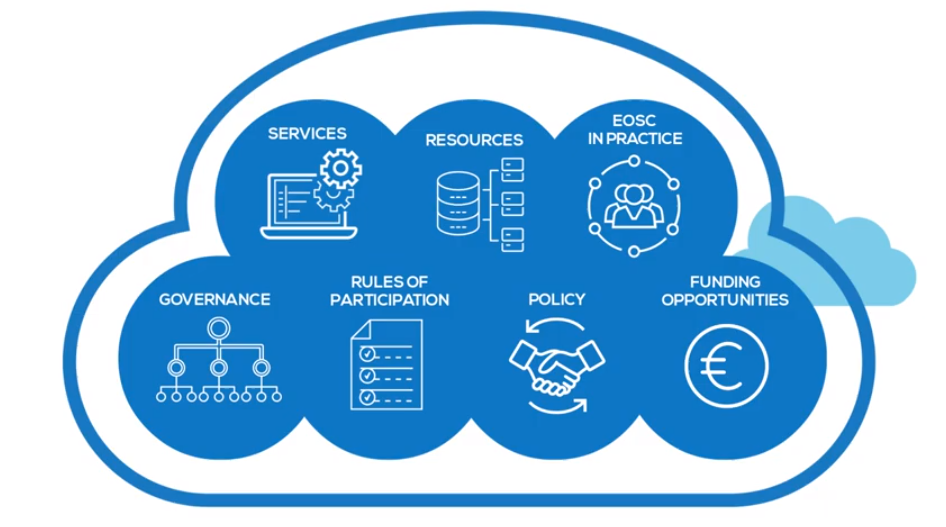 SERVICES
RESOURCES
EOSC
IN PRACTICE
GOVERNANCE
RULES OF
PARTICIPATION
POLICY
FUNDING
OPPORTUNITIES
€